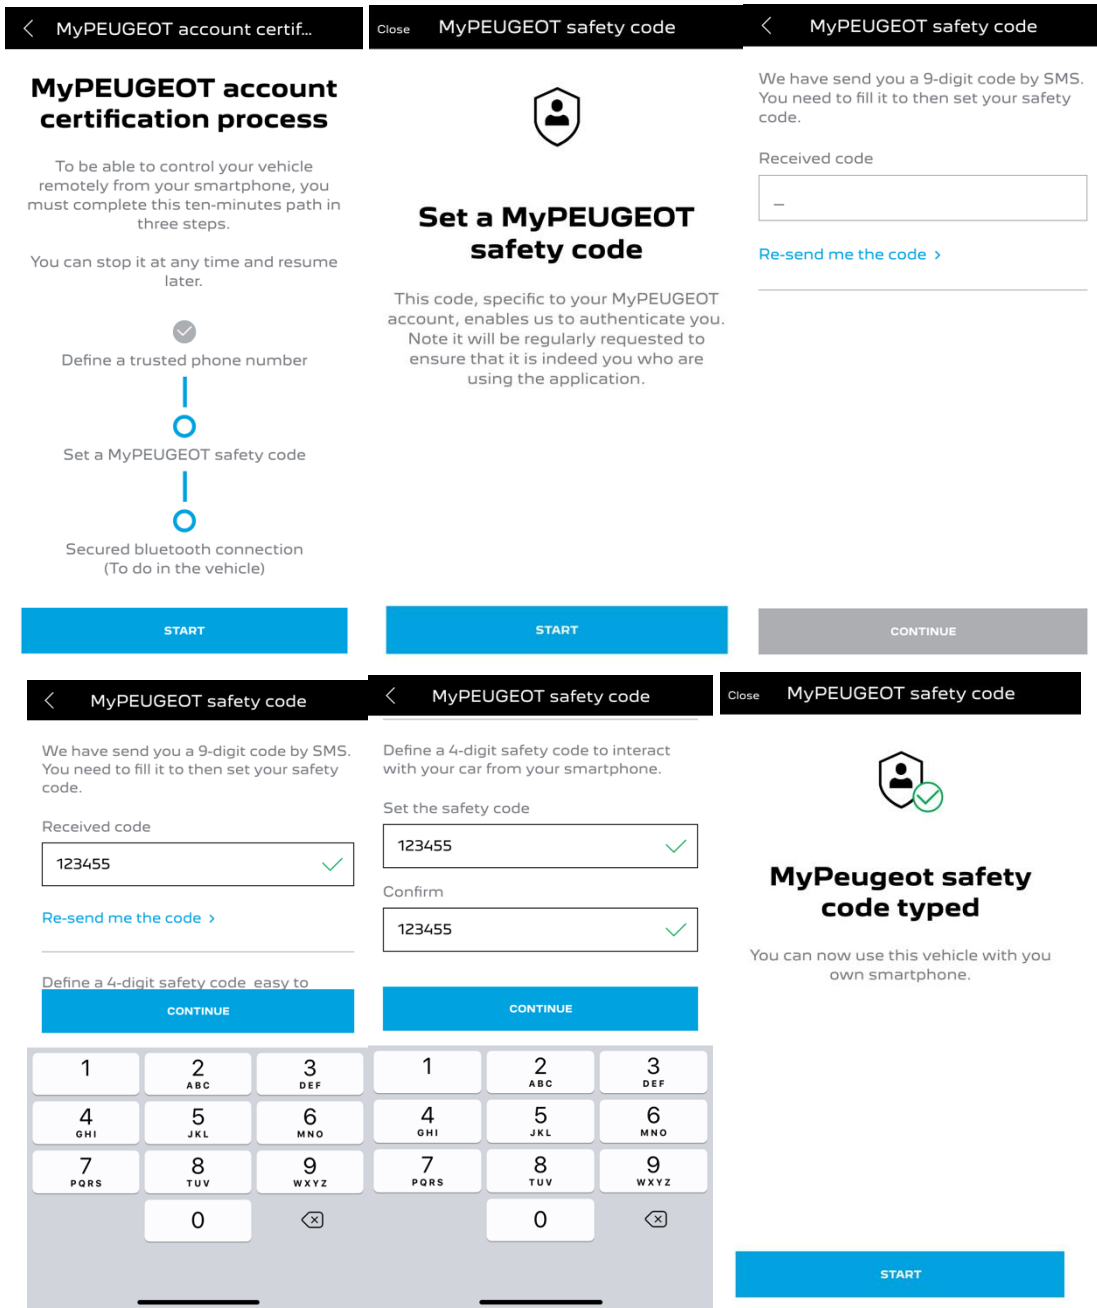 MyPEUGEOT account certif...
MyPEUGEOT account
certification process
To be able to control your vehicle
remotely from your smartphone, you
must complete this ten-minutes path in
three steps.
You can stop it at any time and resume
later.
Define a trusted phone number
Set a MyPEUGEOT safety code
Secured bluetooth connection
(To do in the vehicle)
START
Close MyPEUGEOT safety code
Set a MyPEUGEOT
safety code
This code, specific to your MyPEUGEOT
account, enables us to authenticate you.
Note it will be regularly requested to
ensure that it is indeed you who are
using the application.
START
MyPEUGEOT safety code
We have send you a 9-digit code by SMS.
You need to fill it to then set your safety
code.
Received code
_
Re-send me the code >
CONTINUE
MyPEUGEOT safety code
We have send you a 9-digit code by SMS.
You need to fill it to then set your safety
code.
Received code
123455
Re-send me the code >
Define a 4-digit safety code easy to
CONTINUE
1 2 3
ABC DEF
4 5 6
GHI JKL MNO
7 8 9
PQRS TUV WXYZ
0
MyPEUGEOT safety code
Define a 4-digit safety code to interact
with your car from your smartphone.
Set the safety code
123455
Confirm
123455
CONTINUE
1 2 3
ABC DEF
4 5 6
GHI JKL MNO
7 8 9
PQRS TUV WXYZ
0
Close MyPEUGEOT safety code
MyPeugeot safety
code typed
You can now use this vehicle with you
own smartphone.
START